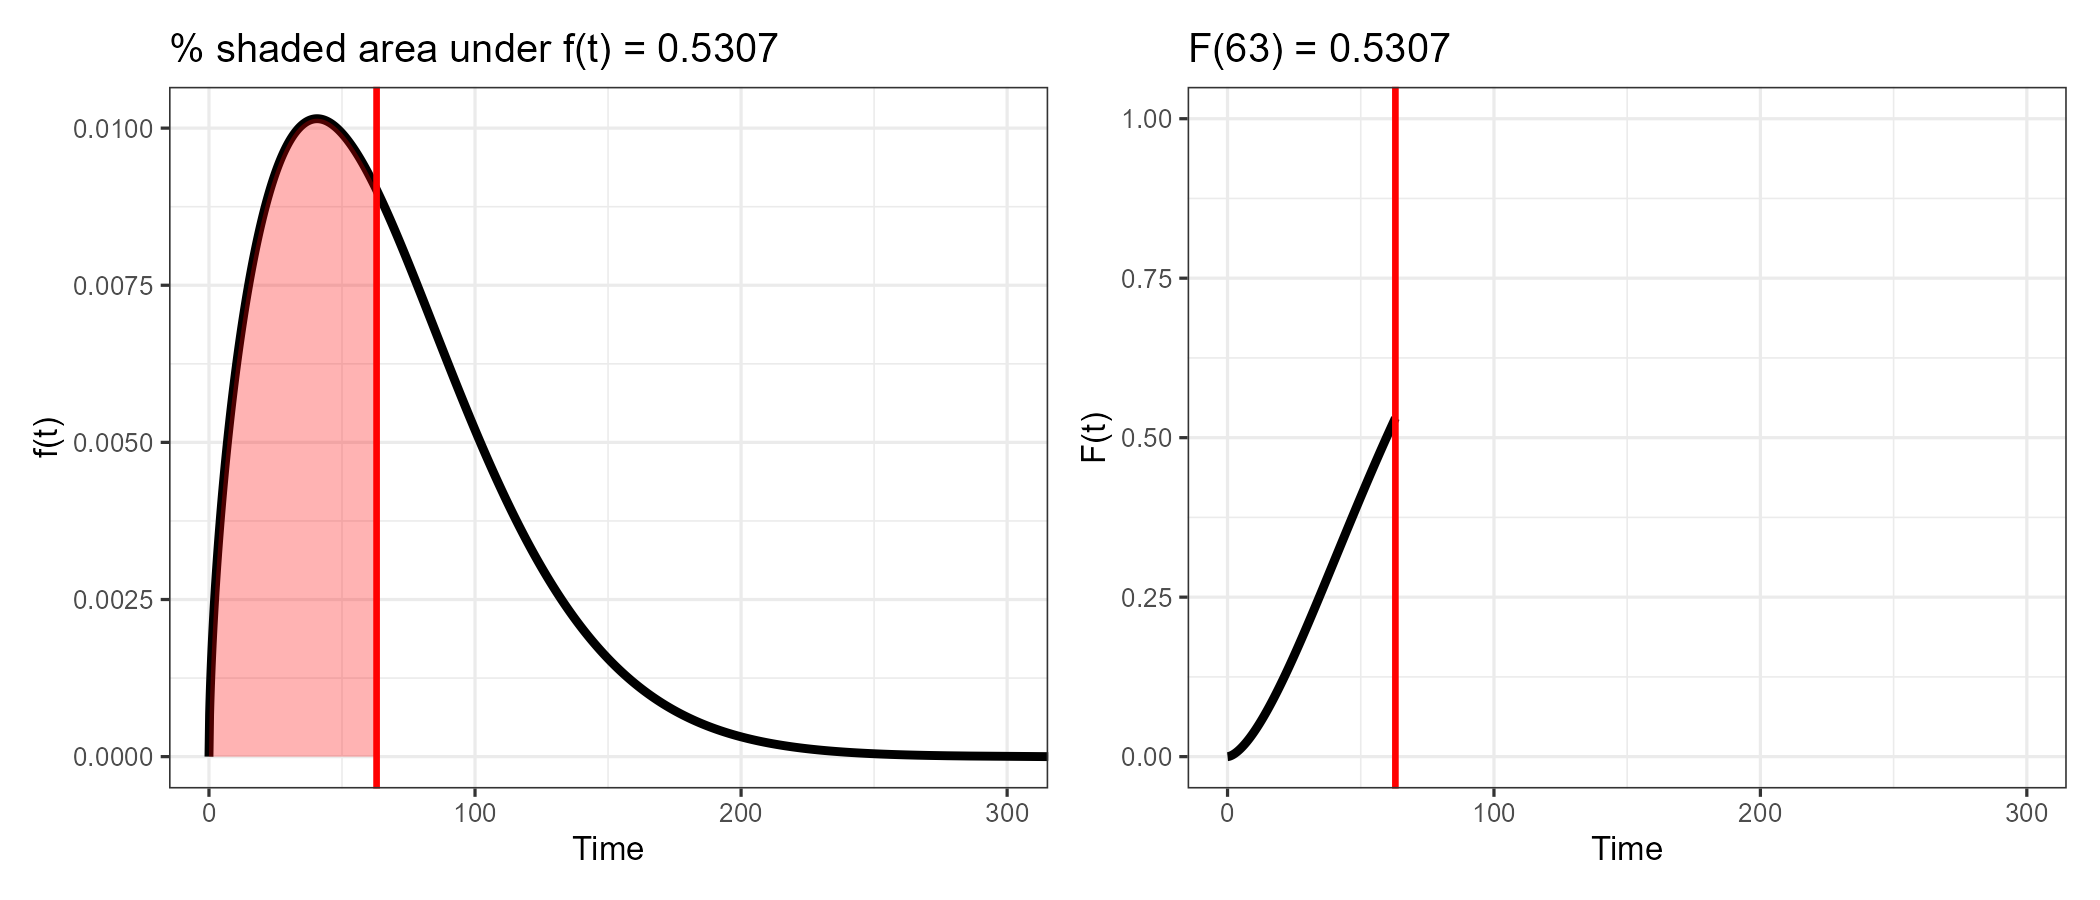 % shaded area under f(t) = 0.5307
f(t)
0.0100
0.0075
0.0050
0.0025
0.0000
0 100 200 300
Time
F(63) = 0.5307
F(t)
1.00
0.75
0.50
0.25
0.00
0 100 200 300
Time